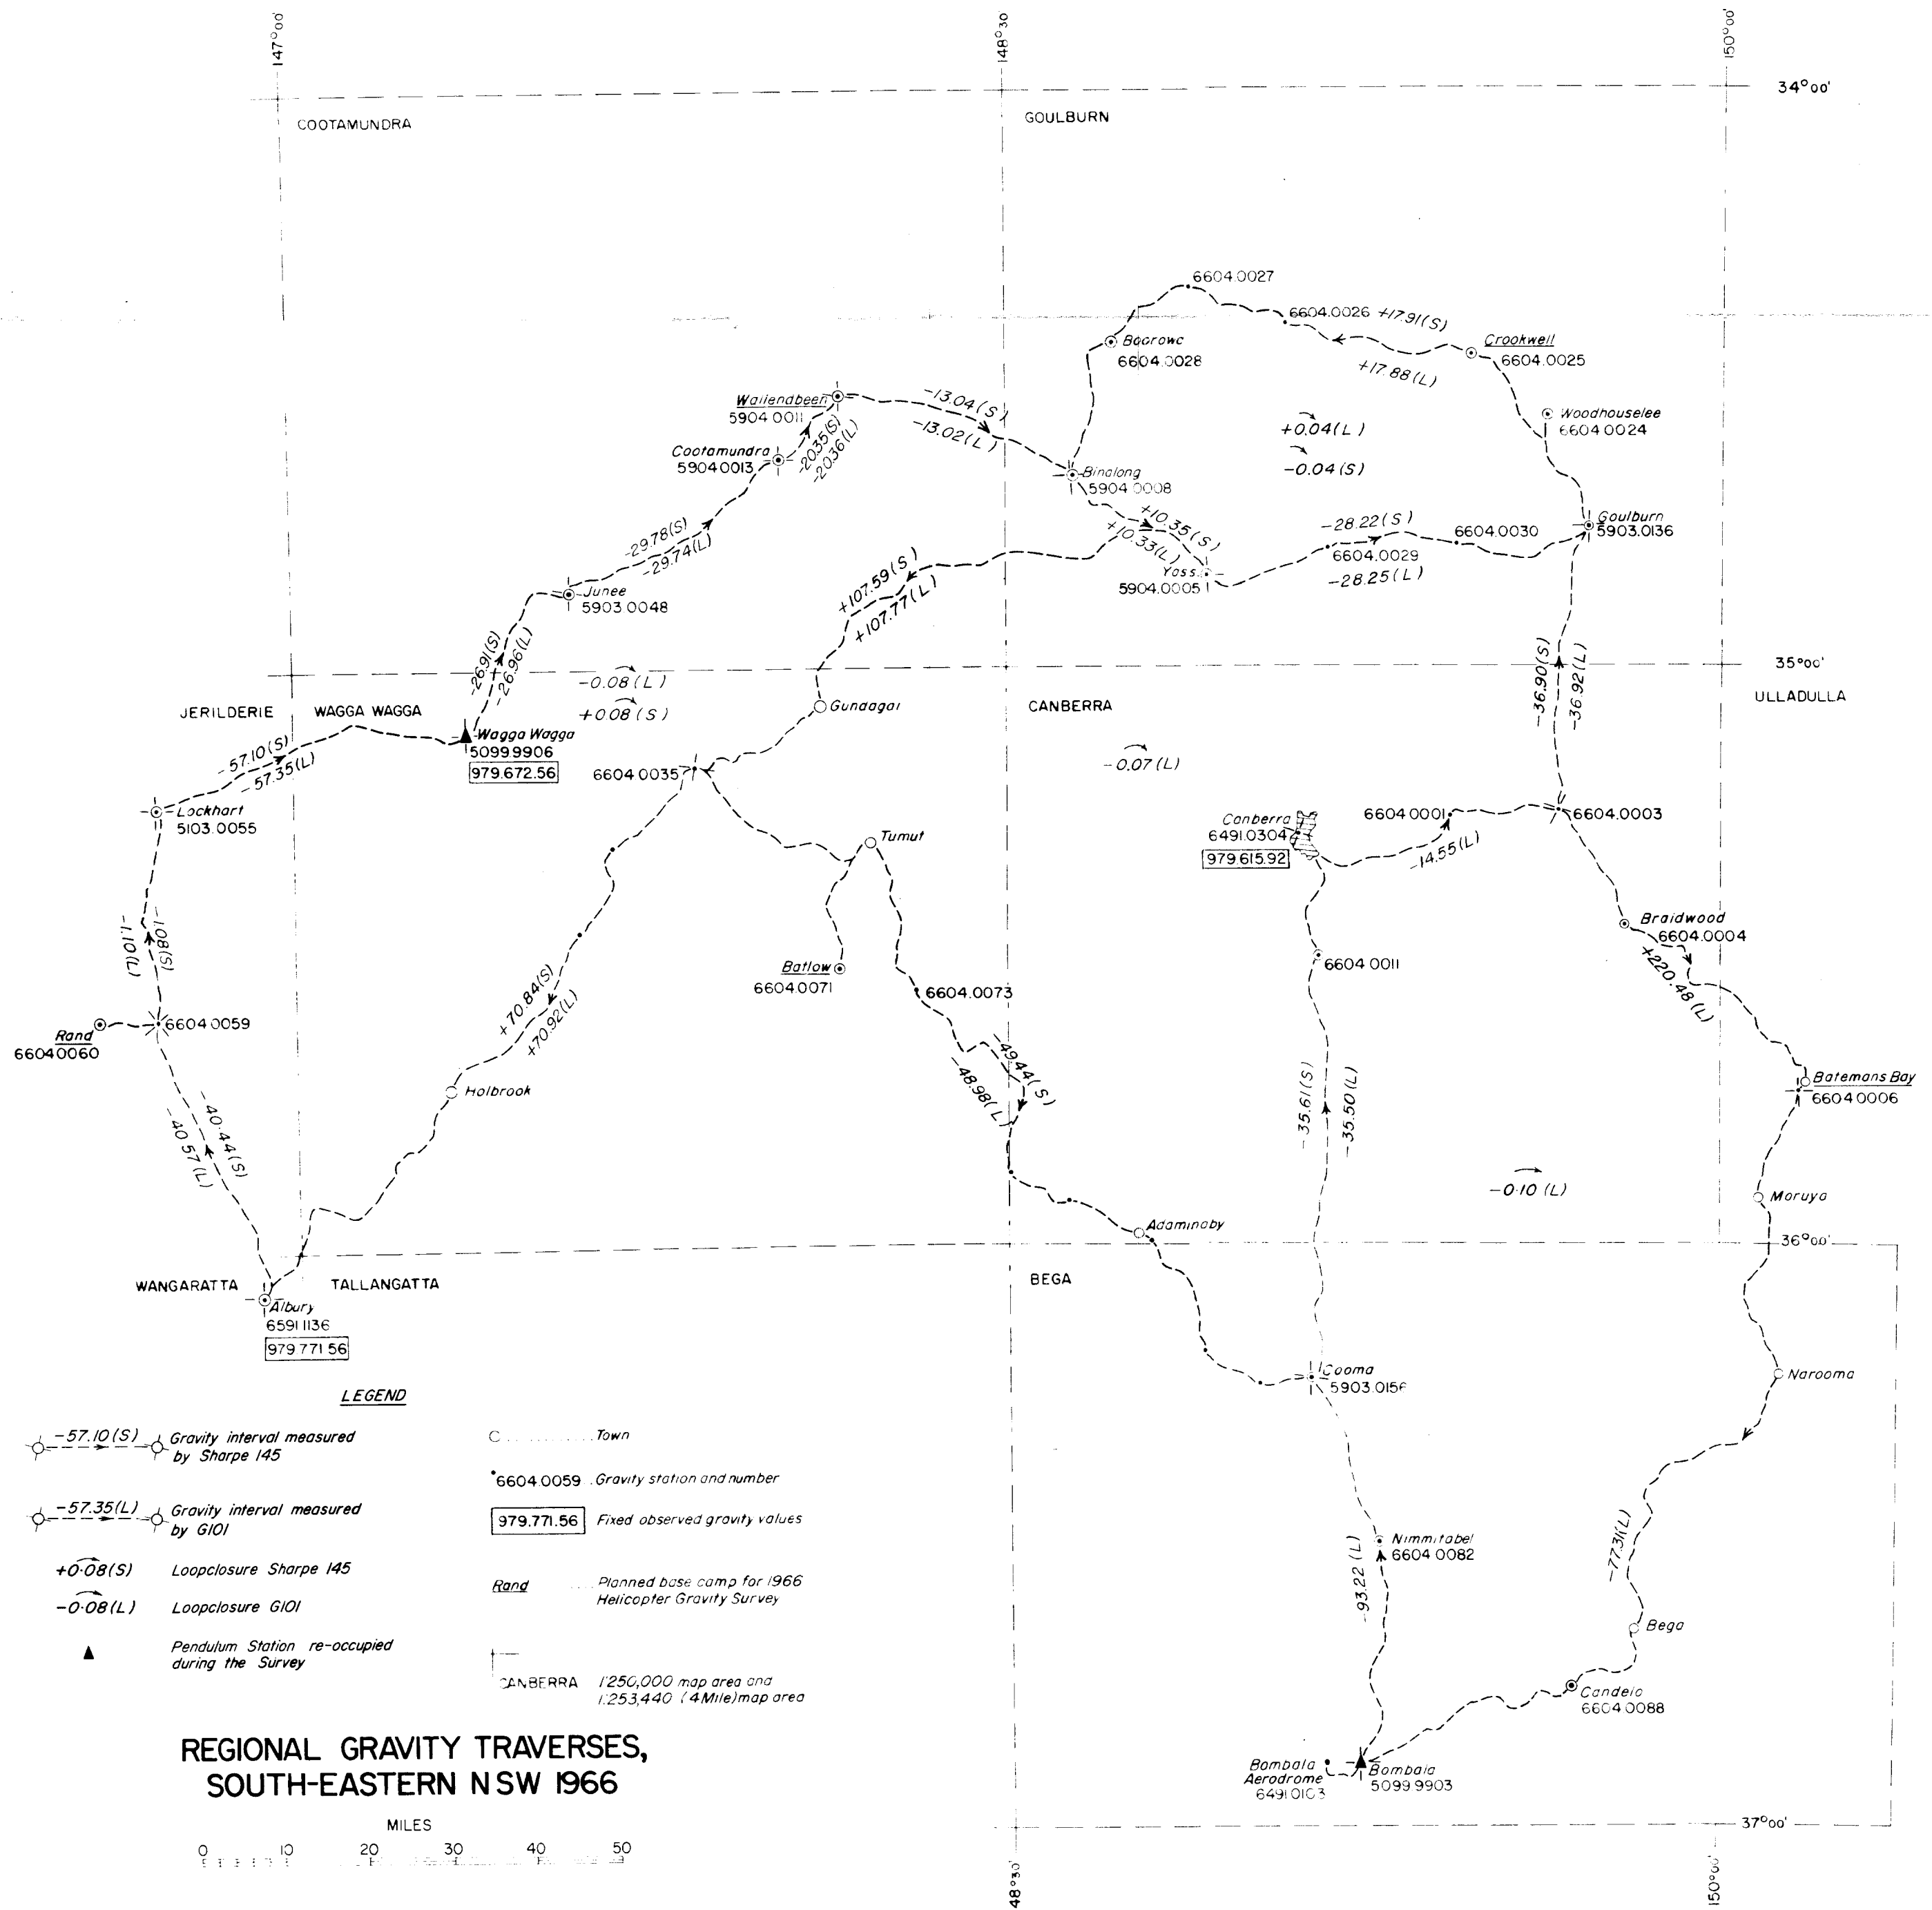 147°00'
148°30'
150°00'
34°00'
COOTAMUNDRA
GOULBURN
6604.0027
6604.0026
+17.91(S)
+17.88(L)
Crookwell
6604.0025
Boorowa
6604.0028
Woodhouselee
6604.0024
+0.04(L)
-0.04(S)
Wallendbeen
5904.0011
-13.04(S)
-13.02(L)
Cootamundra
5904.0013
-20.35(S)
-20.36(L)
Binalong
5904.0008
+10.35(S)
+10.33(L)
Yass
5904.0005
-28.22(S)
6604.0030
6604.0029
-28.25(L)
Goulburn
5903.0136
-29.78(S)
-29.74(L)
Junee
5903.0048
+107.59(S)
+107.77(L)
-26.91(S)
-26.96(L)
-0.08(L)
+0.08(S)
-36.90(S)
-36.92(L)
35°00'
JERILDERIE
WAGGA WAGGA
Gundagai
CANBERRA
ULLADULLA
Wagga Wagga
5099.9906
979.672.56
6604.0035
-0.07(L)
-57.10(S)
-57.35(L)
Lockhart
5103.0055
Tumut
Canberra
6491.0304
979.615.92
6604.0001
-14.55(L)
6604.0003
Braidwood
6604.0004
+220.48(L)
-1.10(L)
-1.08(S)
Batlow
6604.0071
6604.0073
6604.0011
Rand
6604.0060
6604.0059
+70.84(S)
+70.92(L)
Holbrook
-49.44(S)
-48.98(L)
-35.61(S)
-35.50(L)
Batemans Bay
6604.0006
-40.44(S)
-40.57(L)
-0.10 (L)
Moruya
Adaminaby
36°00'
WANGARATTA
TALLANGATTA
BEGA
Albury
6591.1136
979.771.56
Cooma
5903.0156
Narooma
Nimmitabel
6604.0082
-93.22(L)
-77.31(L)
Bega
Candelo
6604.0088
Bombala
Aerodrome
6491.0103
Bombala
5099.9903
37°00'
48°30'
150°00'
LEGEND
-57.10(S)
Gravity interval measured
by Sharpe 145
-57.35(L)
Gravity interval measured
by G101
+0.08(S)
Loopclosure Sharpe 145
-0.08(L)
Loopclosure G101
Pendulum Station re-occupied
during the Survey
Town
6604.0059
Gravity station and number
979.771.56
Fixed observed gravity values
Rand
Planned base camp for 1966
Helicopter Gravity Survey
CANBERRA
1:250,000 map area and
1:253,440 (4Mile) map area
REGIONAL GRAVITY TRAVERSES,
SOUTH-EASTERN NSW 1966
MILES
0 10 20 30 40 50